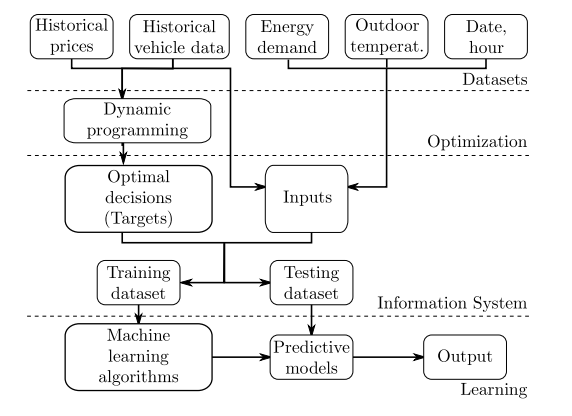 Historical
prices
Historical
vehicle data
Energy
demand
Outdoor
temperat.
Date,
hour
Datasets
Dynamic
programming
Optimization
Optimal
decisions
(Targets)
Inputs
Training
dataset
Testing
dataset
Information System
Machine
learning
algorithms
Predictive
models
Output
Learning